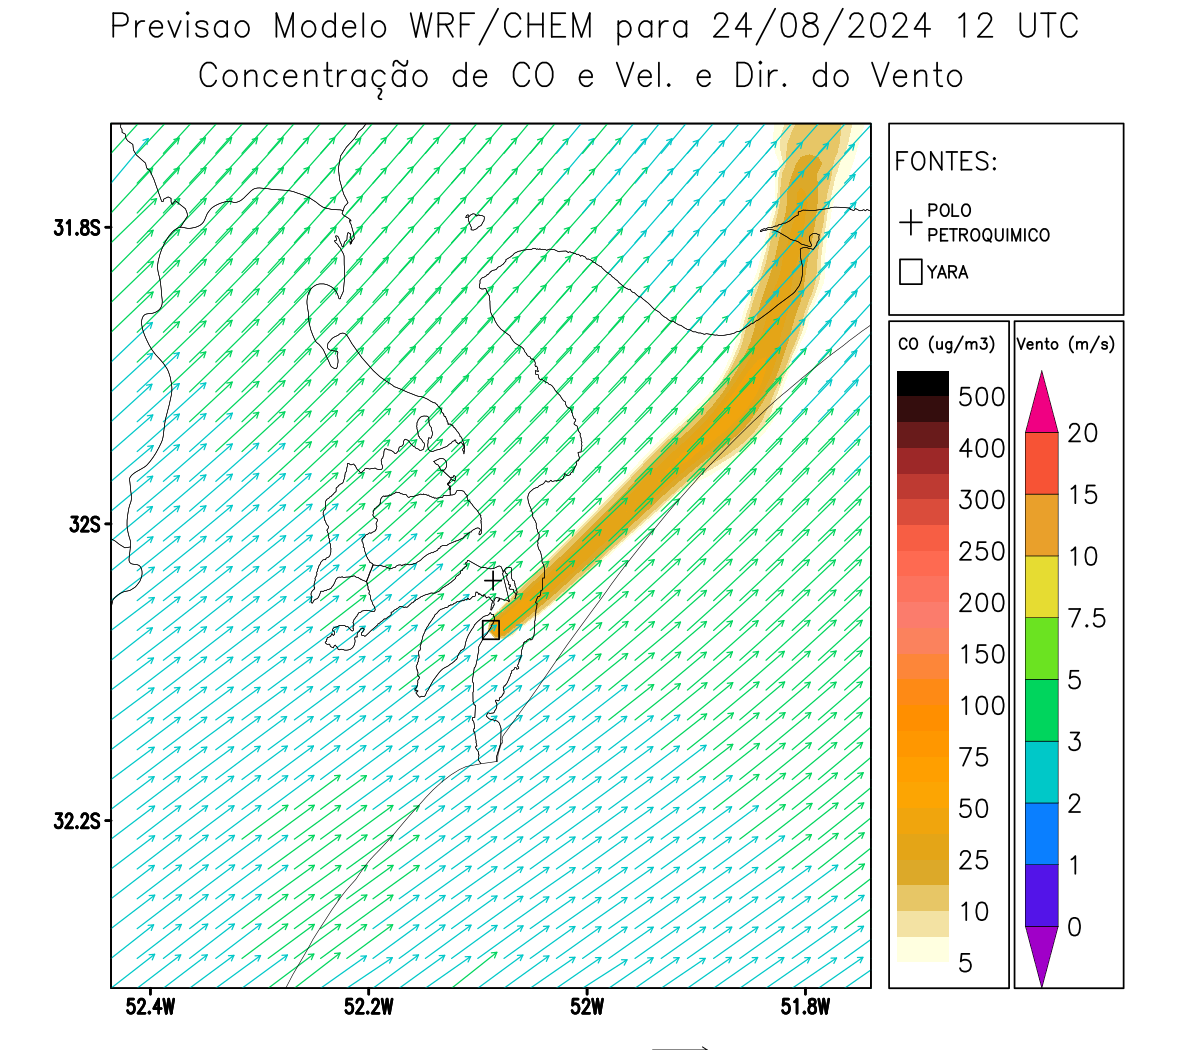 Previsao Modelo WRF/CHEM para 24/08/2024 12 UTC
Concentração de CO e Vel. e Dir. do Vento
FONTES:
POLO
PETROQUIMICO
YARA
CO (ug/m3)
500
400
300
250
200
150
100
75
50
25
10
5
Vento (m/s)
20
15
10
7.5
5
3
2
1
0
31.8S
32S
32.2S
52.4W
52.2W
52W
51.8W